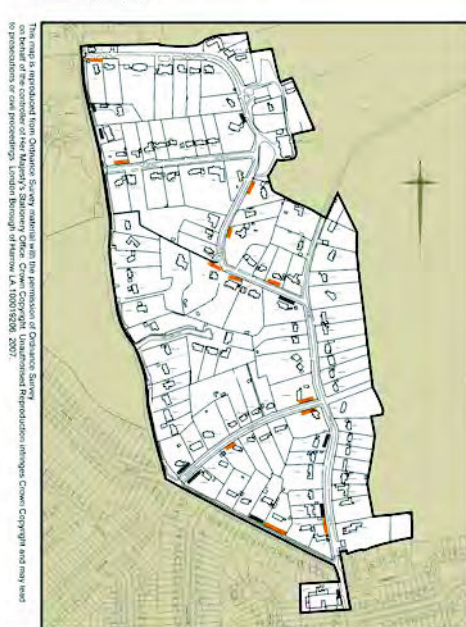 This map is reproduced from Ordnance Survey material with the permission of Ordnance Survey
on behalf of the controller of Her Majesty's Stationery Office. Crown Copyright. Unauthorised Reproduction infringes Crown Copyright and may lead
to prosecutions or civil proceedings. London Borough of Harrow LA.100019206. 2007.